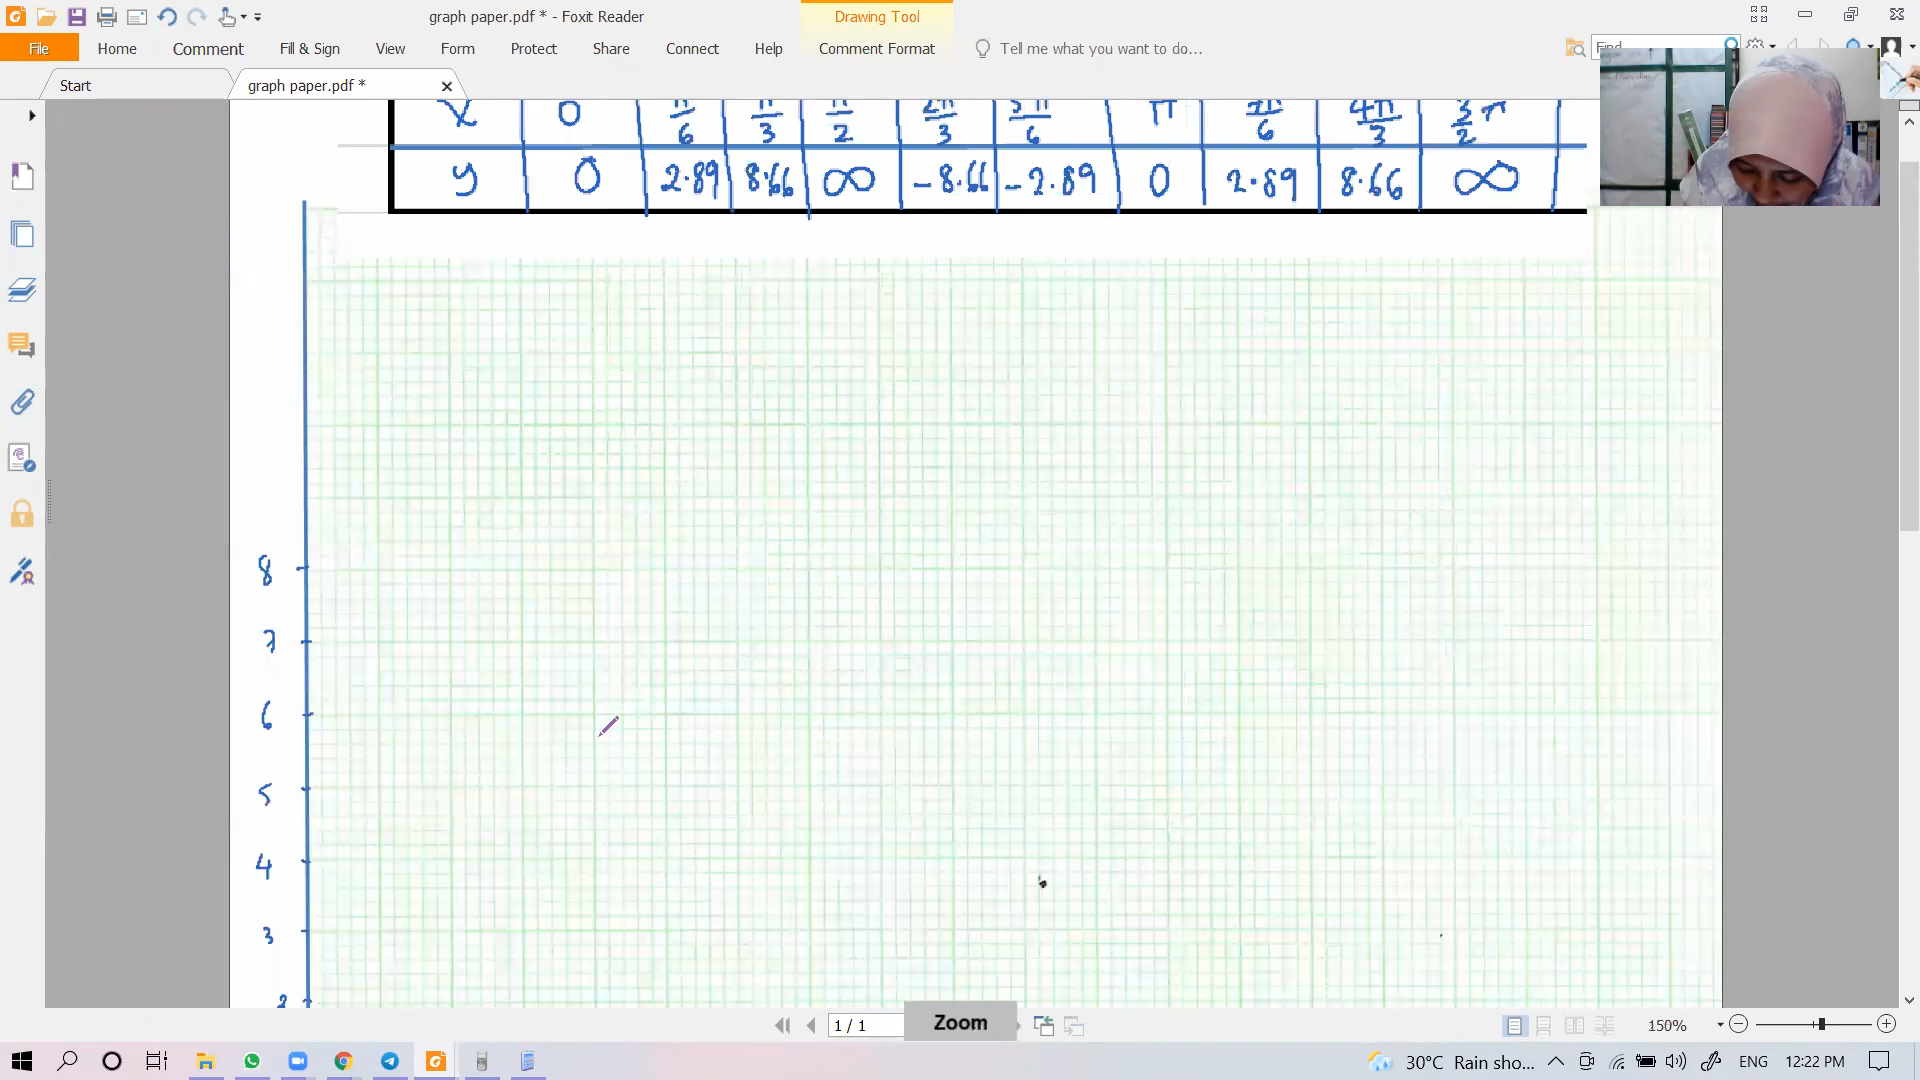 graph paper.pdf * - Foxit Reader
Drawing Tool
File Home Comment Fill & Sign View Form Protect Share Connect Help Comment Format Tell me what you want to do... Find
Start graph paper.pdf *
x 0 π/6 π/3 π/2 2π/3 5π/6 π 7π/6 4π/3 3/2 π
y 0 2.89 8.66 ∞ -8.66 -2.89 0 2.89 8.66 ∞
8
7
6
5
4
3
2
1 / 1 Zoom 150%
30°C Rain sho... ENG 12:22 PM